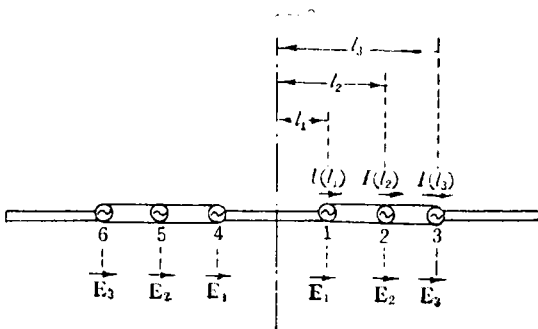 l₃
l₂
l₁
I(l₁) I(l₂) I(l₃)
6 5 4 1 2 3
E₃ E₂ E₁ E₁ E₂ E₃